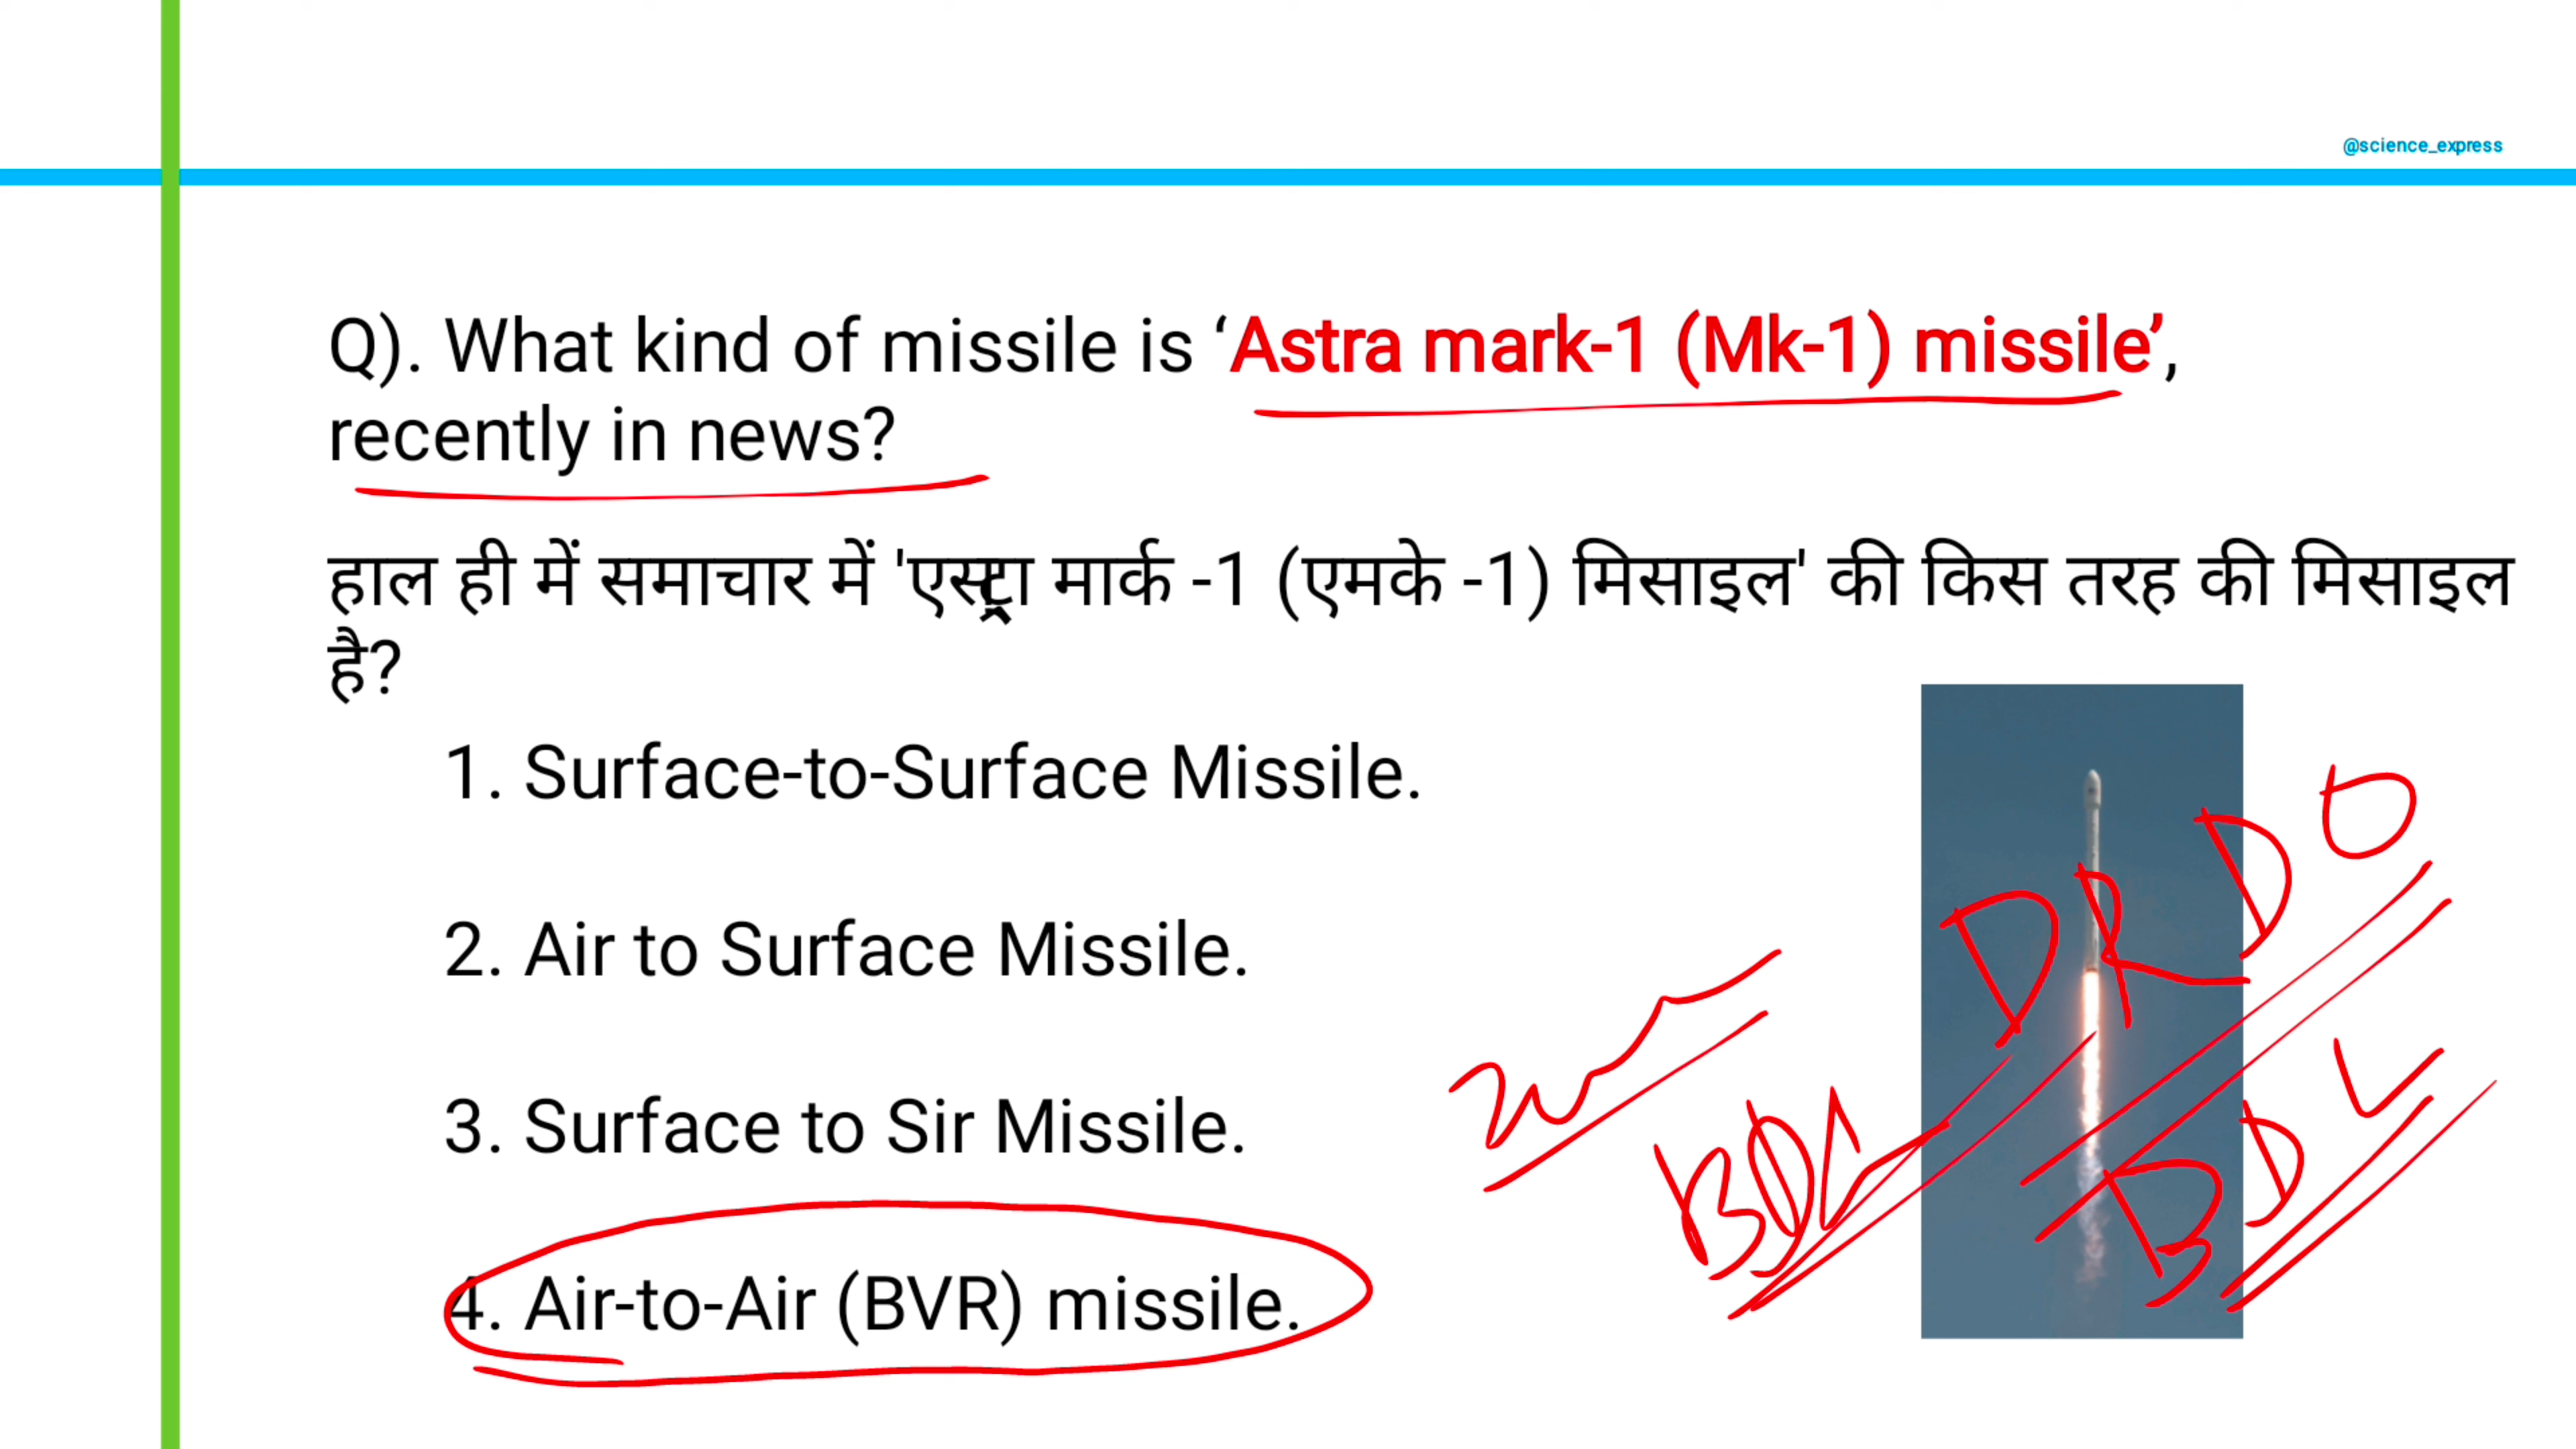 @science_express
Q). What kind of missile is ‘Astra mark-1 (Mk-1) missile’,
recently in news?
हाल ही में समाचार में 'एस्ट्रा मार्क -1 (एमके -1) मिसाइल' की किस तरह की मिसाइल
है?
1. Surface-to-Surface Missile.
DRDO
2. Air to Surface Missile.
3. Surface to Sir Missile.
BDL
BDL
4. Air-to-Air (BVR) missile.